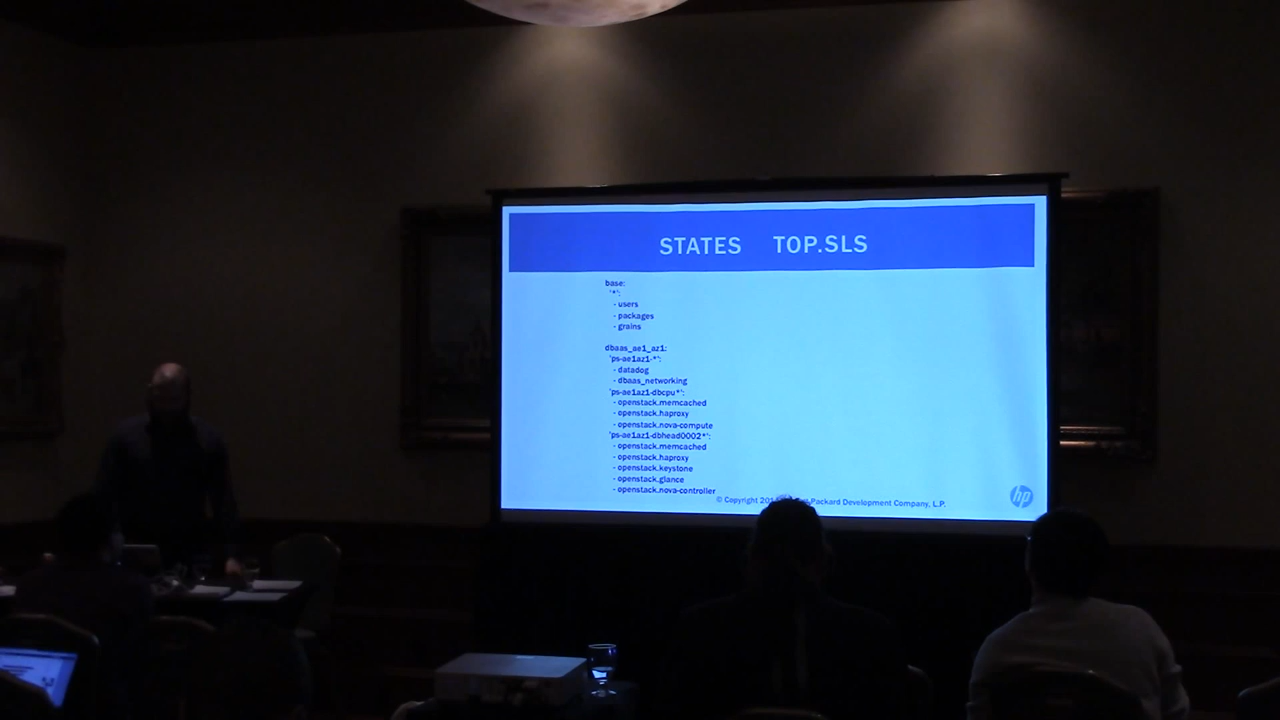 STATES TOP.SLS
base:
'*':
- users
- packages
- grains
dbaas_ae1_az1:
'ps-ae1az1-*':
- datadog
- dbaas_networking
'ps-ae1az1-dbcpu*':
- openstack.memcached
- openstack.haproxy
- openstack.nova-compute
'ps-ae1az1-dbhead0002*':
- openstack.memcached
- openstack.haproxy
- openstack.keystone
- openstack.glance
- openstack.nova-controller
© Copyright Packard Development Company, L.P.
hp